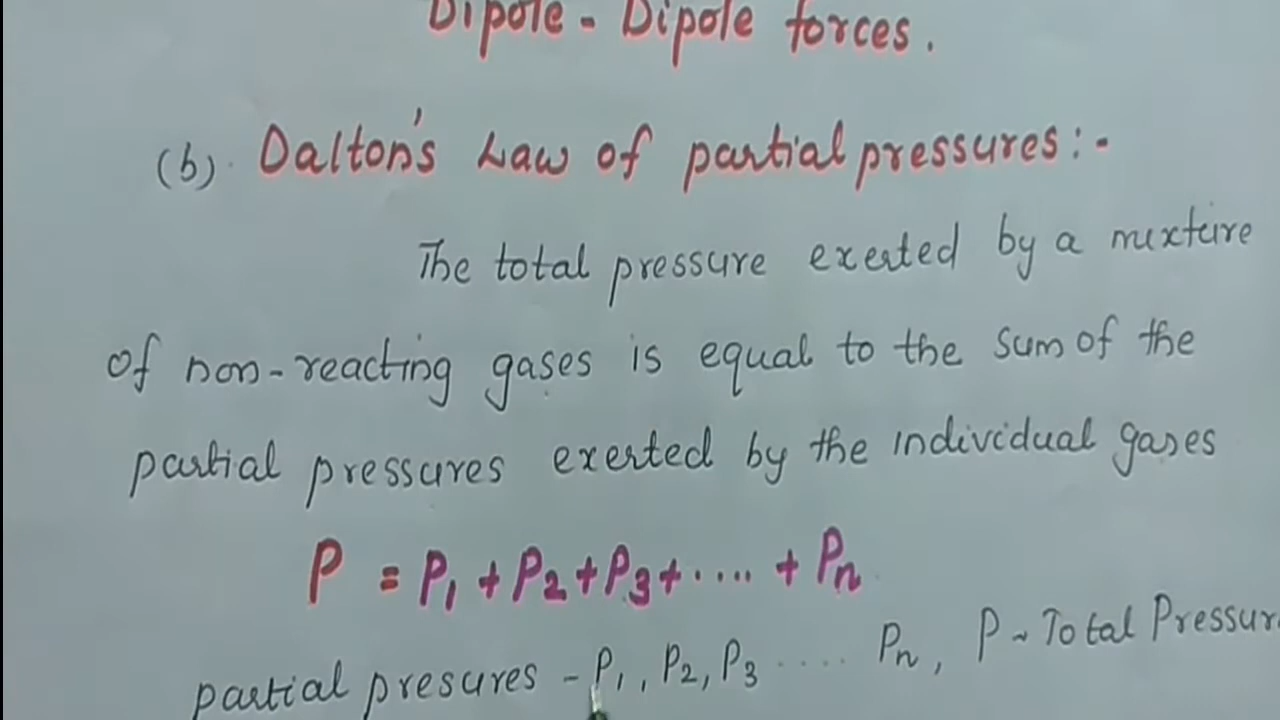 Dipole - Dipole forces.
(b). Dalton's Law of partial pressures:-
The total pressure exerted by a mixture
of non-reacting gases is equal to the sum of the
partial pressures exerted by the individual gases
P = P₁ + P₂ + P₃ + .... + Pₙ
partial presures - P₁, P₂, P₃ .... Pₙ, P ~ Total Pressur